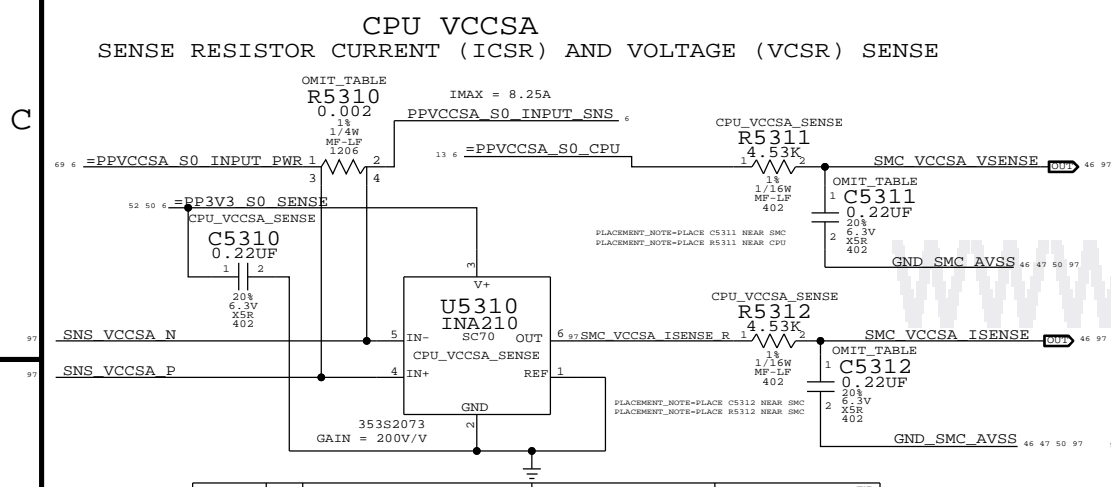 CPU VCCSA
SENSE RESISTOR CURRENT (ICSR) AND VOLTAGE (VCSR) SENSE
C
OMIT_TABLE
R5310
0.002
1%
1/4W
MF-LF
1206
IMAX = 8.25A
PPVCCSA_S0_INPUT_SNS 6
69 6 =PPVCCSA_S0_INPUT_PWR 1 2
3 4
13 6 =PPVCCSA_S0_CPU
CPU_VCCSA_SENSE
R5311
4.53K
1 2
1%
1/16W
MF-LF
402
SMC_VCCSA_VSENSE OUT 46 97
OMIT_TABLE
C5311
0.22UF
1
2
20%
6.3V
X5R
402
PLACEMENT_NOTE=PLACE C5311 NEAR SMC
PLACEMENT_NOTE=PLACE R5311 NEAR CPU
GND_SMC_AVSS 46 47 50 97
52 50 6 =PP3V3_S0_SENSE
CPU_VCCSA_SENSE
C5310
0.22UF
1 2
20%
6.3V
X5R
402
3
V+
U5310
INA210
SC70
CPU_VCCSA_SENSE
97 SNS_VCCSA_N 5 IN-
97 SNS_VCCSA_P 4 IN+
OUT 6
REF 1
GND
2
353S2073
GAIN = 200V/V
97 SMC_VCCSA_ISENSE_R
CPU_VCCSA_SENSE
R5312
4.53K
1 2
1%
1/16W
MF-LF
402
SMC_VCCSA_ISENSE OUT 46 97
OMIT_TABLE
C5312
0.22UF
1
2
20%
6.3V
X5R
402
PLACEMENT_NOTE=PLACE C5312 NEAR SMC
PLACEMENT_NOTE=PLACE R5312 NEAR SMC
GND_SMC_AVSS 46 47 50 97